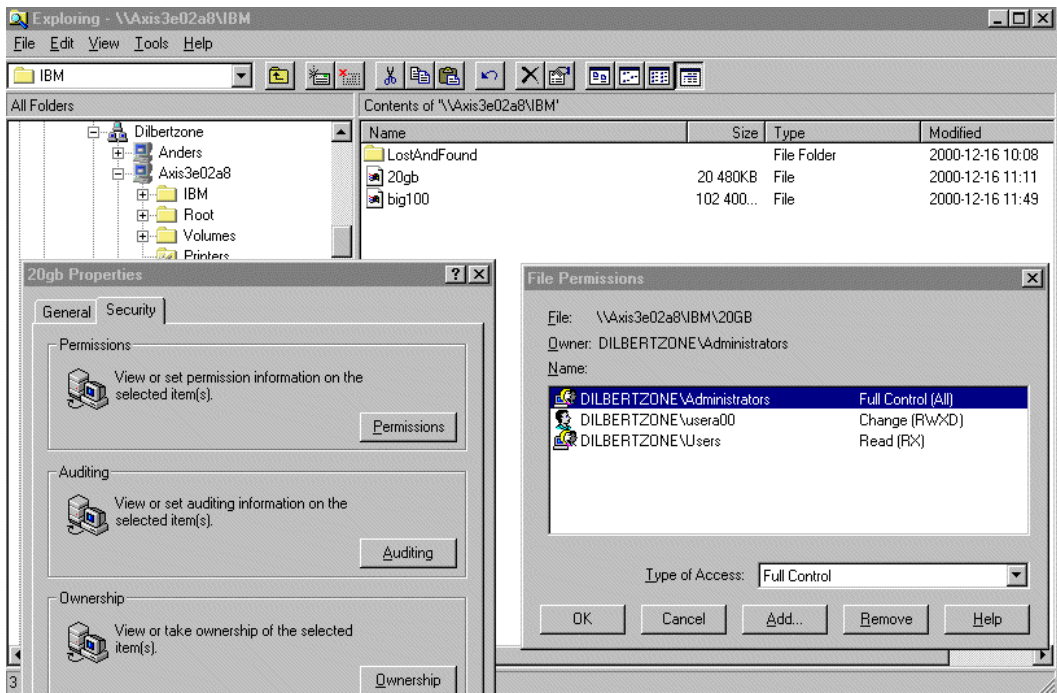 Exploring - \\Axis3e02a8\IBM
File Edit View Tools Help
IBM
All Folders
Contents of '\\Axis3e02a8\IBM'
Name Size Type Modified
LostAndFound File Folder 2000-12-16 10:08
20gb 20 480KB File 2000-12-16 11:11
big100 102 400... File 2000-12-16 11:49
Dilbertzone
Anders
Axis3e02a8
IBM
Root
Volumes
Printers
20gb Properties
General Security
Permissions
View or set permission information on the
selected item(s).
Permissions
Auditing
View or set auditing information on the
selected item(s).
Auditing
Ownership
View or take ownership of the selected
item(s).
Ownership
File Permissions
File: \\Axis3e02a8\IBM\20GB
Owner: DILBERTZONE\Administrators
Name:
DILBERTZONE\Administrators Full Control (All)
DILBERTZONE\usera00 Change (RWXD)
DILBERTZONE\Users Read (RX)
Type of Access: Full Control
OK Cancel Add... Remove Help
3